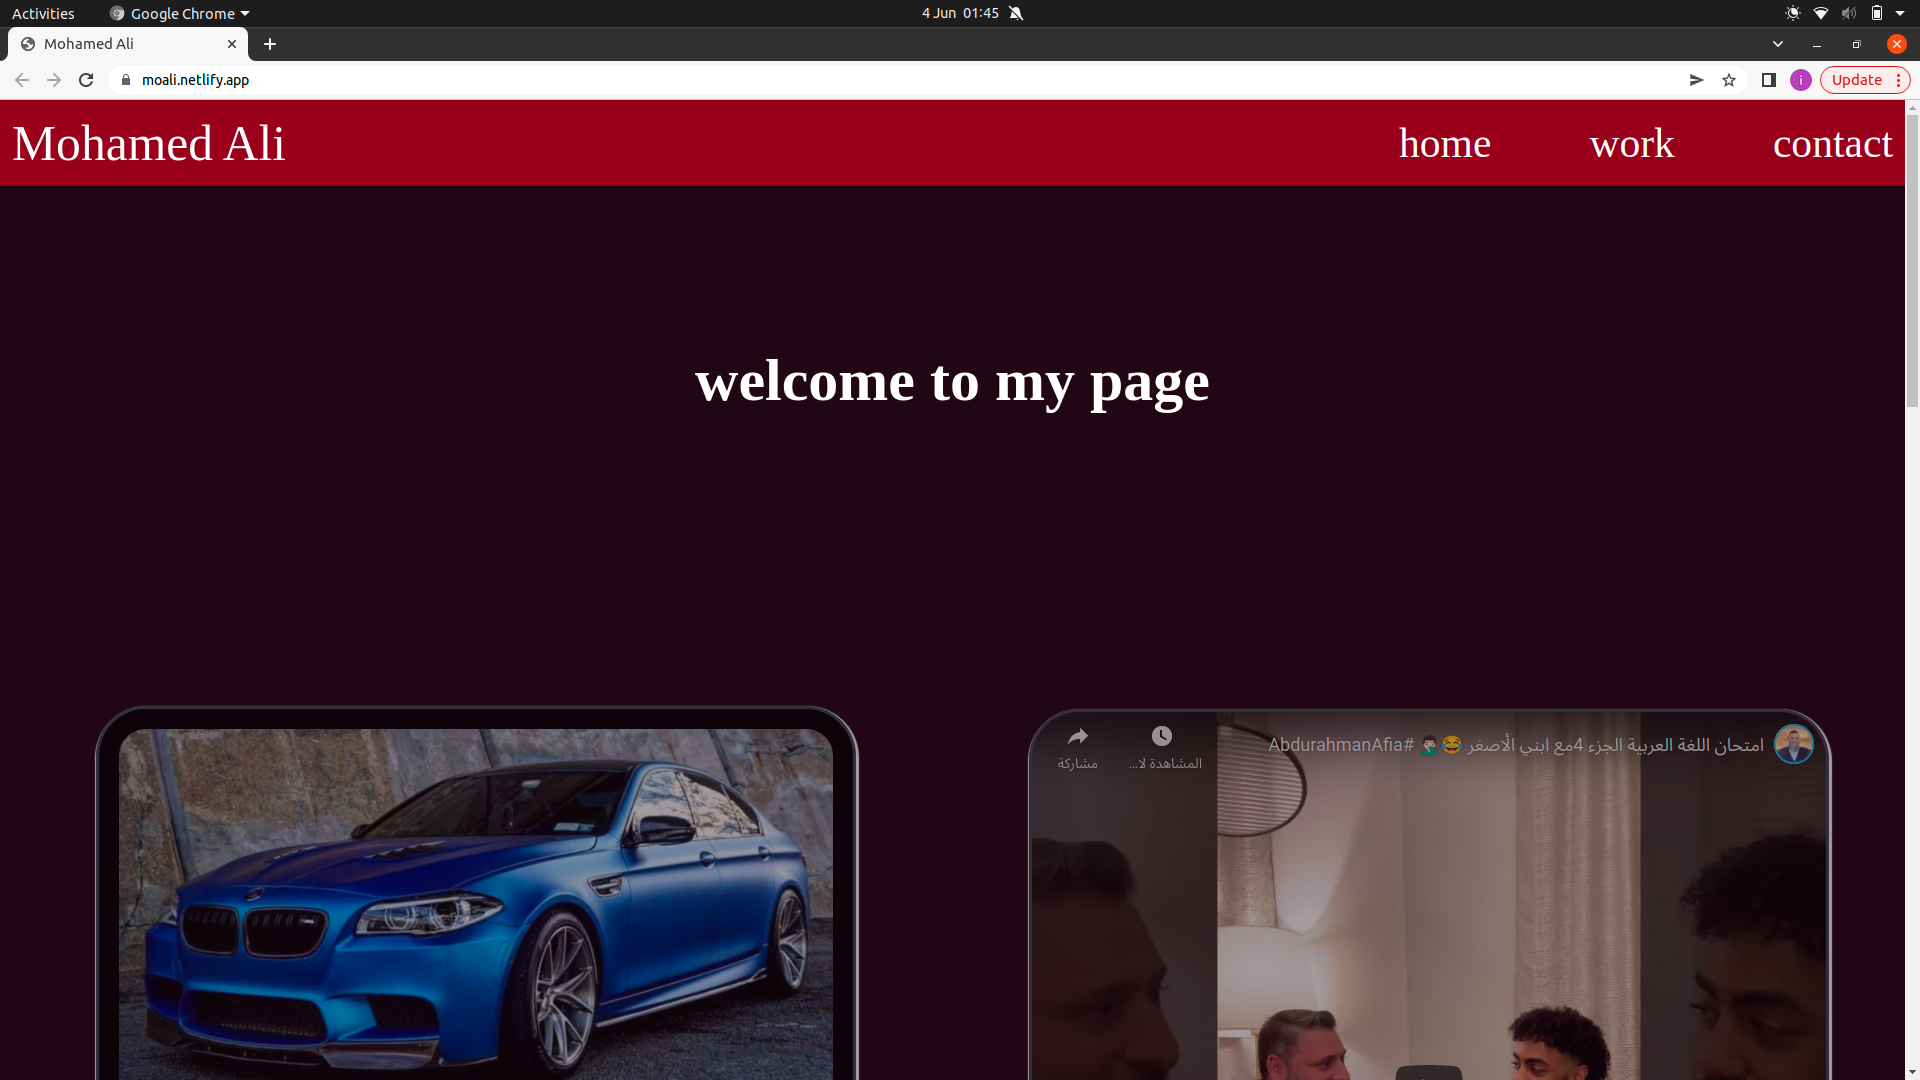 Activities Google Chrome 4 Jun 01:45
Mohamed Ali
moali.netlify.app i Update
Mohamed Ali home work contact
welcome to my page
امتحان اللغة العربية الجزء 4مع ابني الأصغر 😂🤦🏻‍♂️ #AbdurahmanAfia
المشاهدة لا... مشاركة